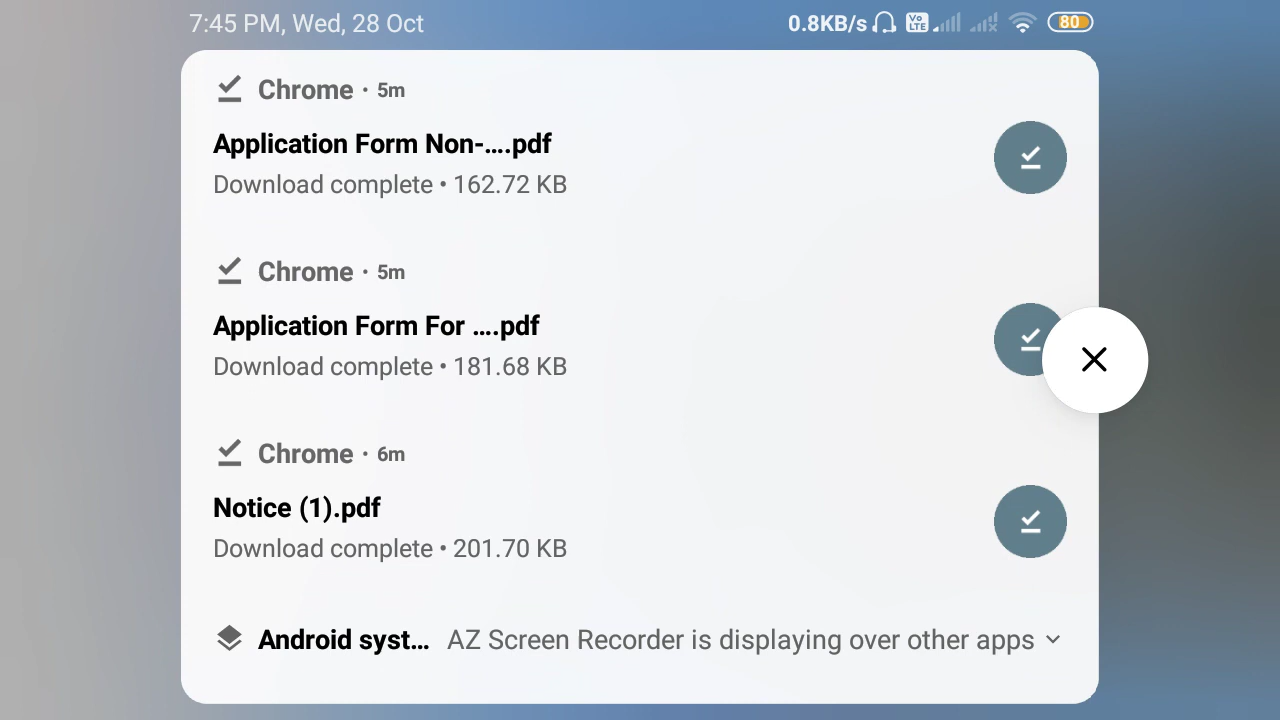 7:45 PM, Wed, 28 Oct 0.8KB/s Vo LTE 80
Chrome • 5m
Application Form Non-....pdf
Download complete • 162.72 KB
Chrome • 5m
Application Form For ....pdf
Download complete • 181.68 KB
Chrome • 6m
Notice (1).pdf
Download complete • 201.70 KB
Android syst... AZ Screen Recorder is displaying over other apps